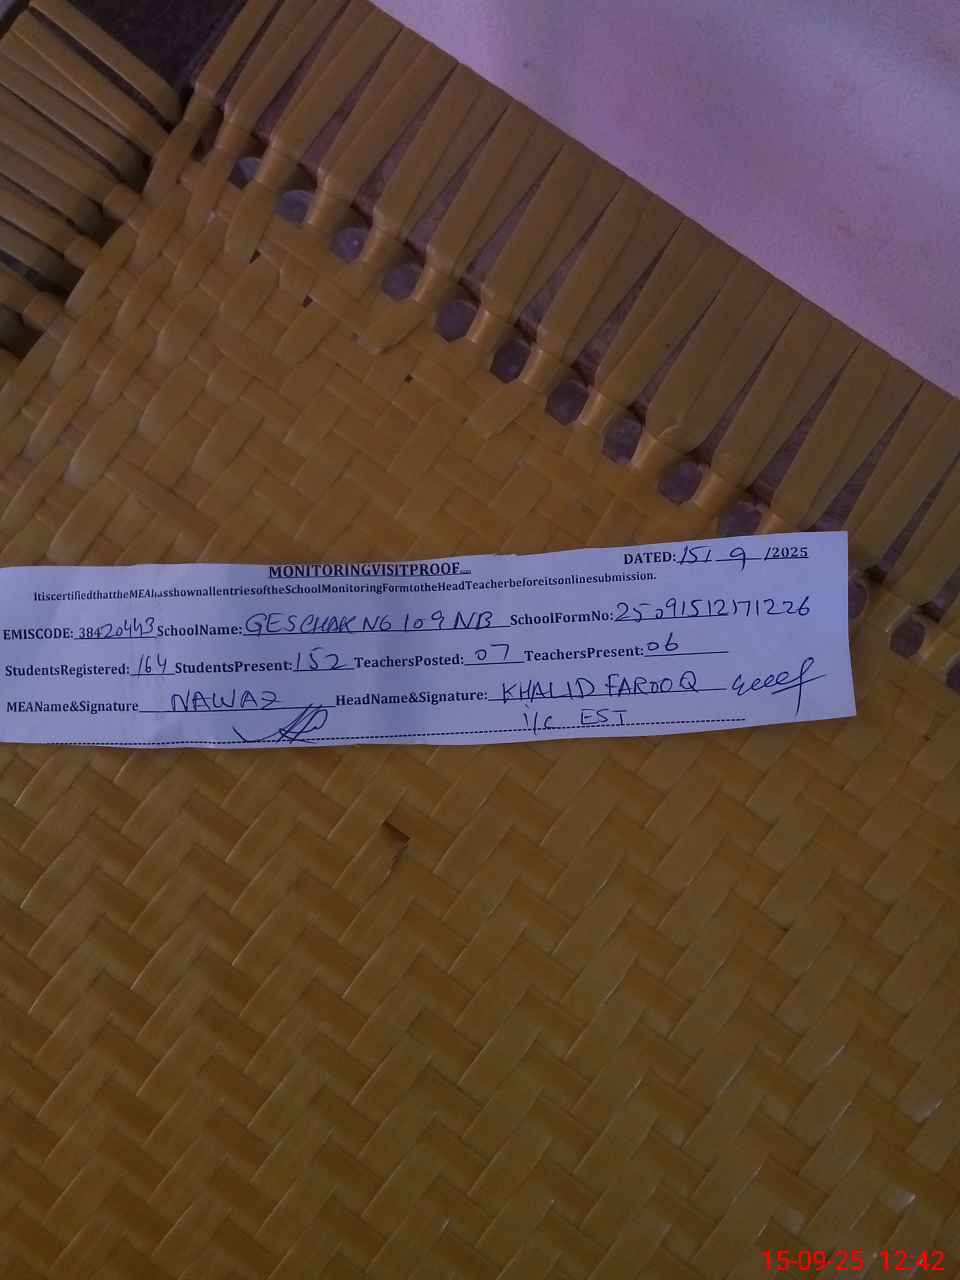 MONITORINGVISITPROOF
DATED: 15/ 9 /2025
ItiscertifiedthattheMEAhasshownallentriesoftheSchoolMonitoringFormtotheHeadTeacherbeforeitsonlinesubmission.
EMISCODE: 38420443 SchoolName: GES CHAK NO 109 NB SchoolFormNo: 25091512171226
StudentsRegistered: 164 StudentsPresent: 152 TeachersPosted: 07 TeachersPresent: 06
MEAName&Signature NAWAZ HeadName&Signature: KHALID FAROOQ
i/c EST
15-09-25 12:42